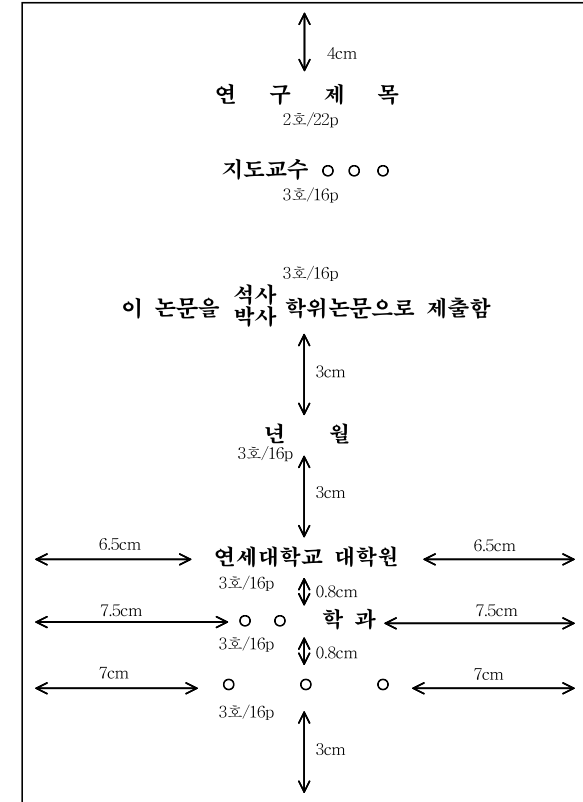 4cm
연 구 제 목
2호/22p
지도교수 ○ ○ ○
3호/16p
3호/16p
석사
이 논문을 학위논문으로 제출함
박사
3cm
년 월
3호/16p
3cm
6.5cm 6.5cm
연세대학교 대학원
3호/16p
0.8cm
7.5cm 7.5cm
○ ○ 학 과
3호/16p
0.8cm
7cm 7cm
○ ○ ○
3호/16p
3cm